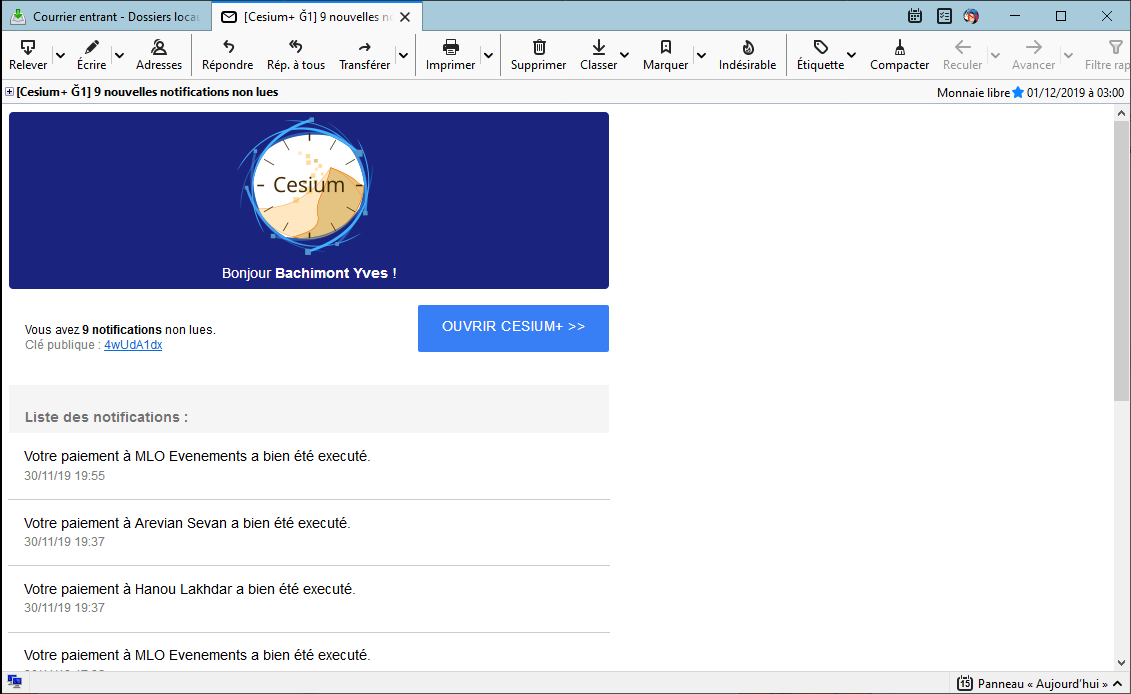 Courrier entrant - Dossiers loca
[Cesium+ Ğ1] 9 nouvelles n
Relever
Écrire
Adresses
Répondre
Rép. à tous
Transférer
Imprimer
Supprimer
Classer
Marquer
Indésirable
Étiquette
Compacter
Reculer
Avancer
Filtre rap
[Cesium+ Ğ1] 9 nouvelles notifications non lues
Monnaie libre 01/12/2019 à 03:00
- Cesium -
Bonjour Bachimont Yves !
Vous avez 9 notifications non lues.
Clé publique : 4wUdA1dx
OUVRIR CESIUM+ >>
Liste des notifications :
Votre paiement à MLO Evenements a bien été executé.
30/11/19 19:55
Votre paiement à Arevian Sevan a bien été executé.
30/11/19 19:37
Votre paiement à Hanou Lakhdar a bien été executé.
30/11/19 19:37
Votre paiement à MLO Evenements a bien été executé.
15 Panneau « Aujourd'hui »